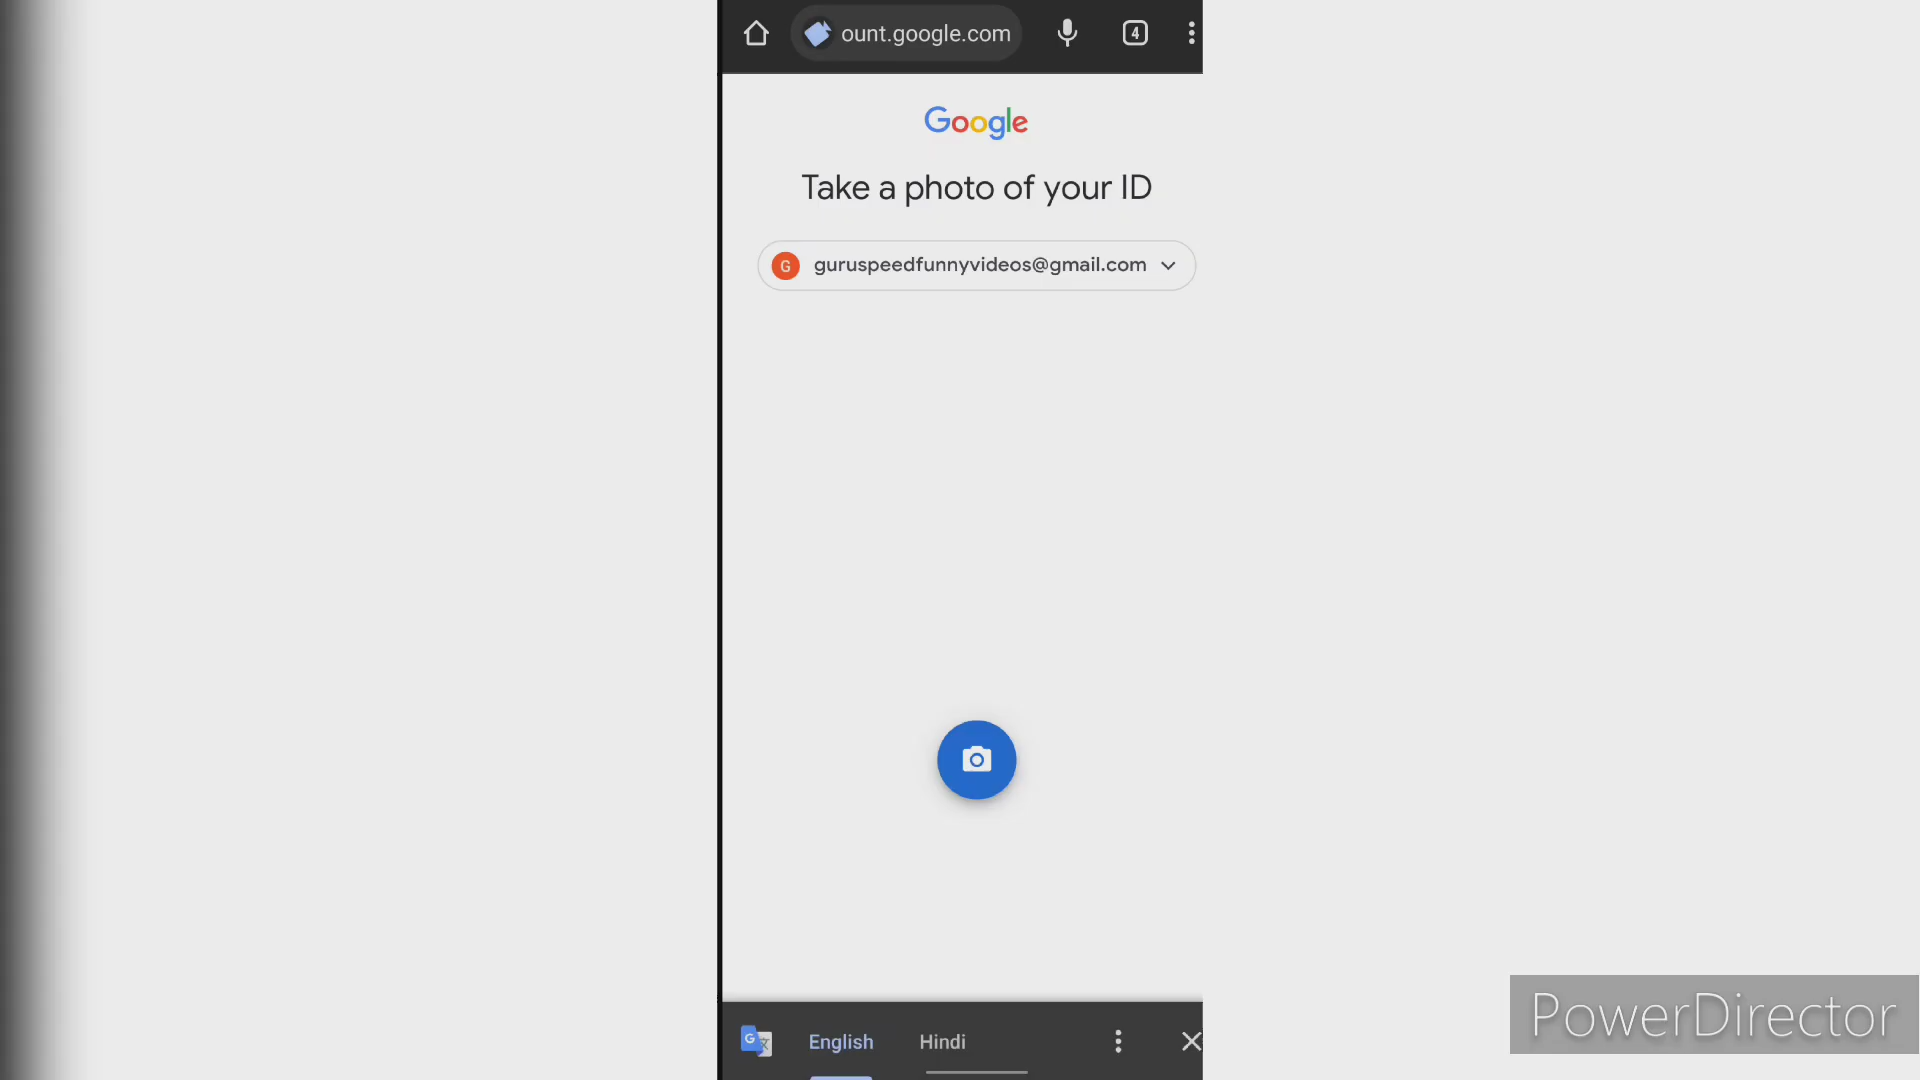 ount.google.com
4
Google
Take a photo of your ID
G guruspeedfunnyvideos@gmail.com
English Hindi
PowerDirector